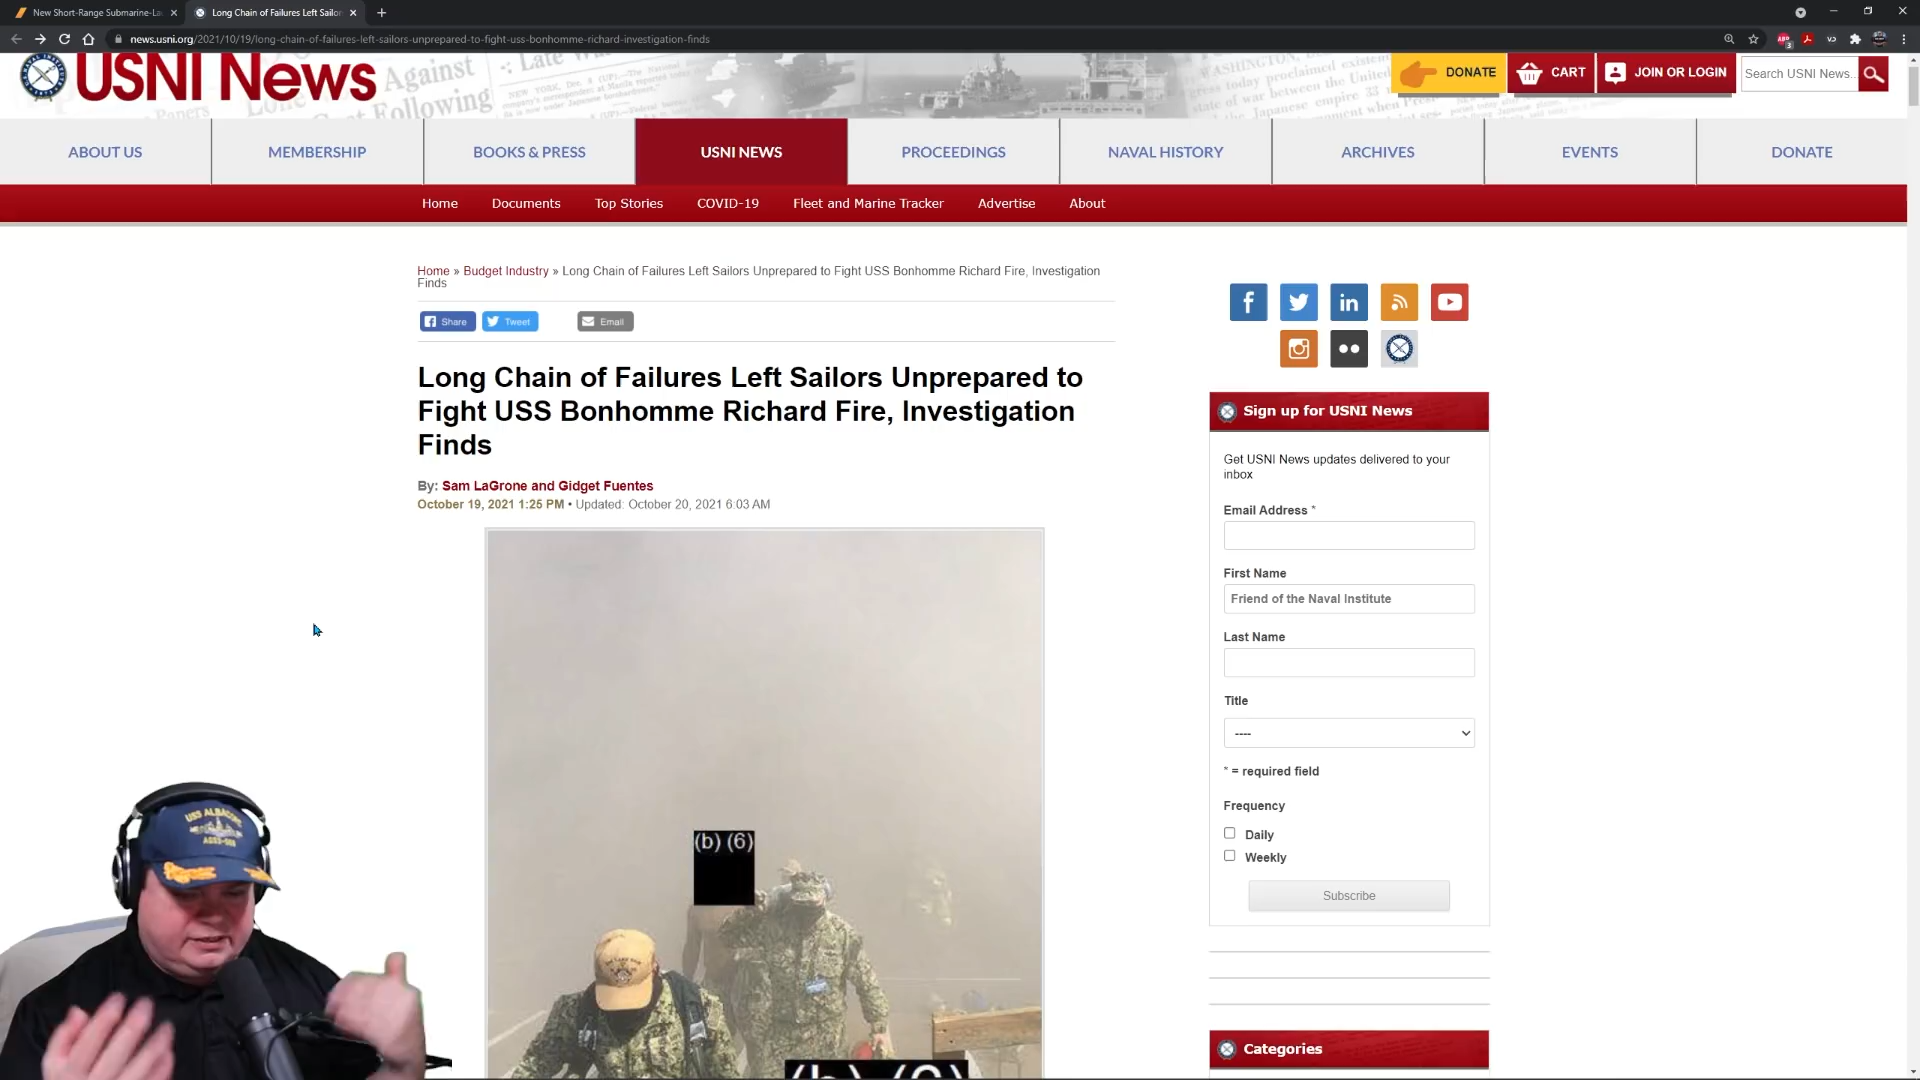 New Short-Range Submarine-La
Long Chain of Failures Left Sailor
news.usni.org/2021/10/19/long-chain-of-failures-left-sailors-unprepared-to-fight-uss-bonhomme-richard-investigation-finds
USNI News
Against
Following
: Late W
DONATE
CART
JOIN OR LOGIN
Search USNI News...
ABOUT US
MEMBERSHIP
BOOKS & PRESS
USNI NEWS
PROCEEDINGS
NAVAL HISTORY
ARCHIVES
EVENTS
DONATE
Home
Documents
Top Stories
COVID-19
Fleet and Marine Tracker
Advertise
About
Home » Budget Industry » Long Chain of Failures Left Sailors Unprepared to Fight USS Bonhomme Richard Fire, Investigation
Finds
Share
Tweet
Email
Long Chain of Failures Left Sailors Unprepared to
Fight USS Bonhomme Richard Fire, Investigation
Finds
By: Sam LaGrone and Gidget Fuentes
October 19, 2021 1:25 PM • Updated: October 20, 2021 6:03 AM
(b) (6)
(b) (6)
USS ALBACORE
AGSS-569
Sign up for USNI News
Get USNI News updates delivered to your
inbox
Email Address *
First Name
Friend of the Naval Institute
Last Name
Title
----
* = required field
Frequency
Daily
Weekly
Subscribe
Categories